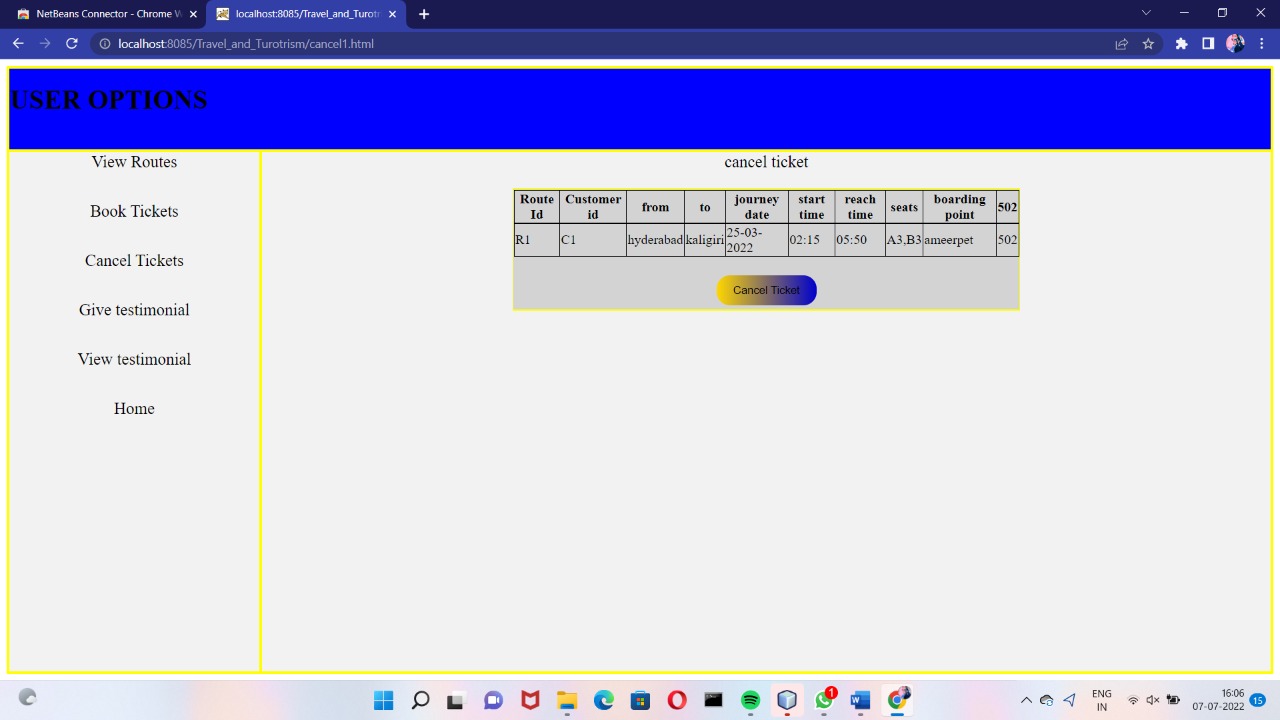 NetBeans Connector - Chrome W
localhost:8085/Travel_and_Turotr
localhost:8085/Travel_and_Turotrism/cancel1.html
USER OPTIONS
View Routes
Book Tickets
Cancel Tickets
Give testimonial
View testimonial
Home
cancel ticket
Route Id Customer id from to journey date start time reach time seats boarding point 502
R1 C1 hyderabad kaligiri 25-03-2022 02:15 05:50 A3,B3 ameerpet 502
Cancel Ticket
1
ENG
IN
16:06
07-07-2022
15